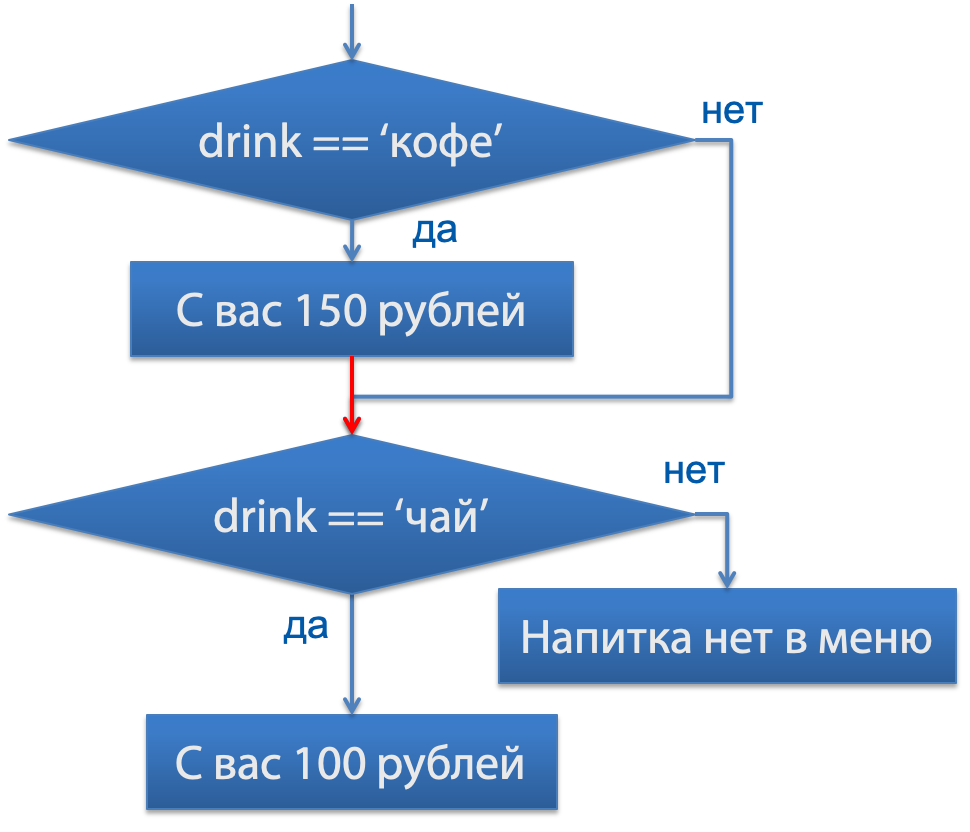 drink == ‘кофе’
нет
да
С вас 150 рублей
drink == ‘чай’
нет
да
Напитка нет в меню
С вас 100 рублей